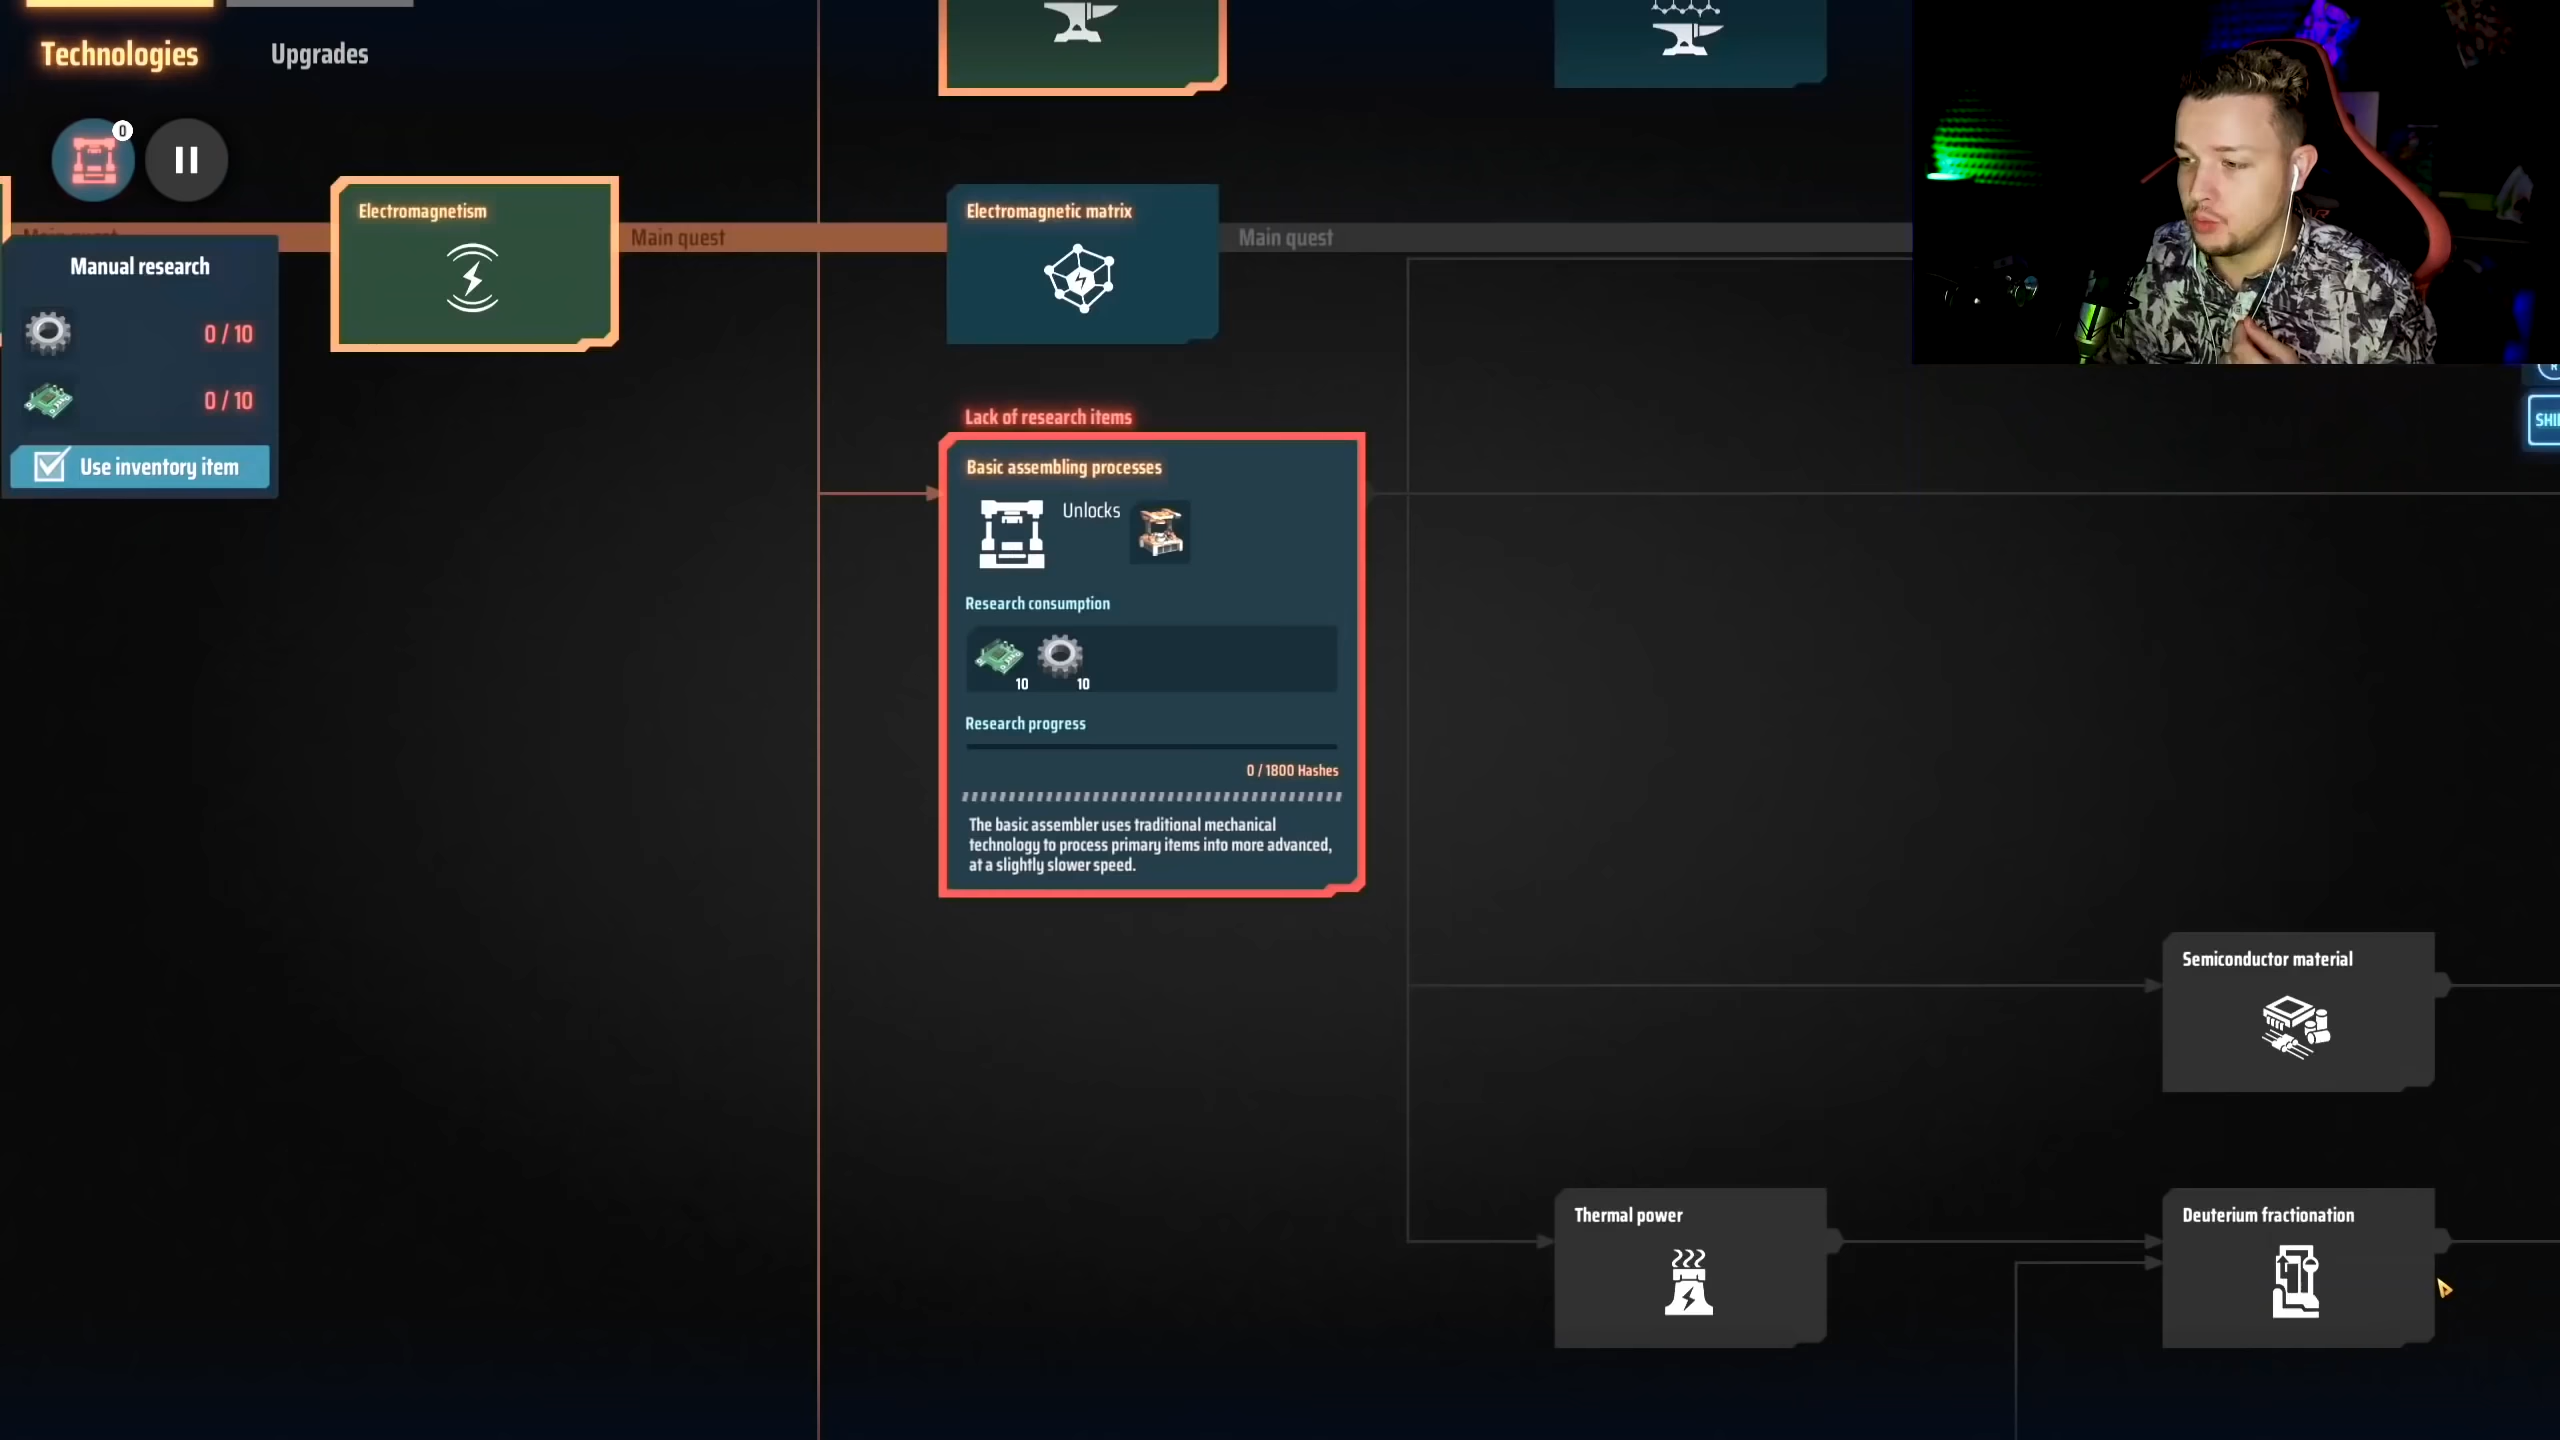 Technologies
Upgrades
0
Electromagnetism
Main quest
Electromagnetic matrix
Main quest
Main quest
Manual research
0 / 10
0 / 10
Use inventory item
Lack of research items
Basic assembling processes
Unlocks
Research consumption
10
10
Research progress
0 / 1800 Hashes
The basic assembler uses traditional mechanical
technology to process primary items into more advanced,
at a slightly slower speed.
Semiconductor material
Thermal power
Deuterium fractionation